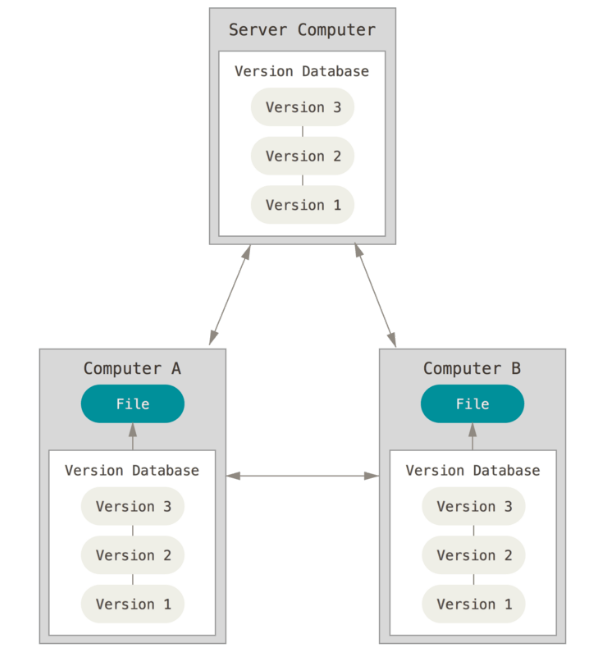 Server Computer
Version Database
Version 3
Version 2
Version 1
Computer A
File
Version Database
Version 3
Version 2
Version 1
Computer B
File
Version Database
Version 3
Version 2
Version 1